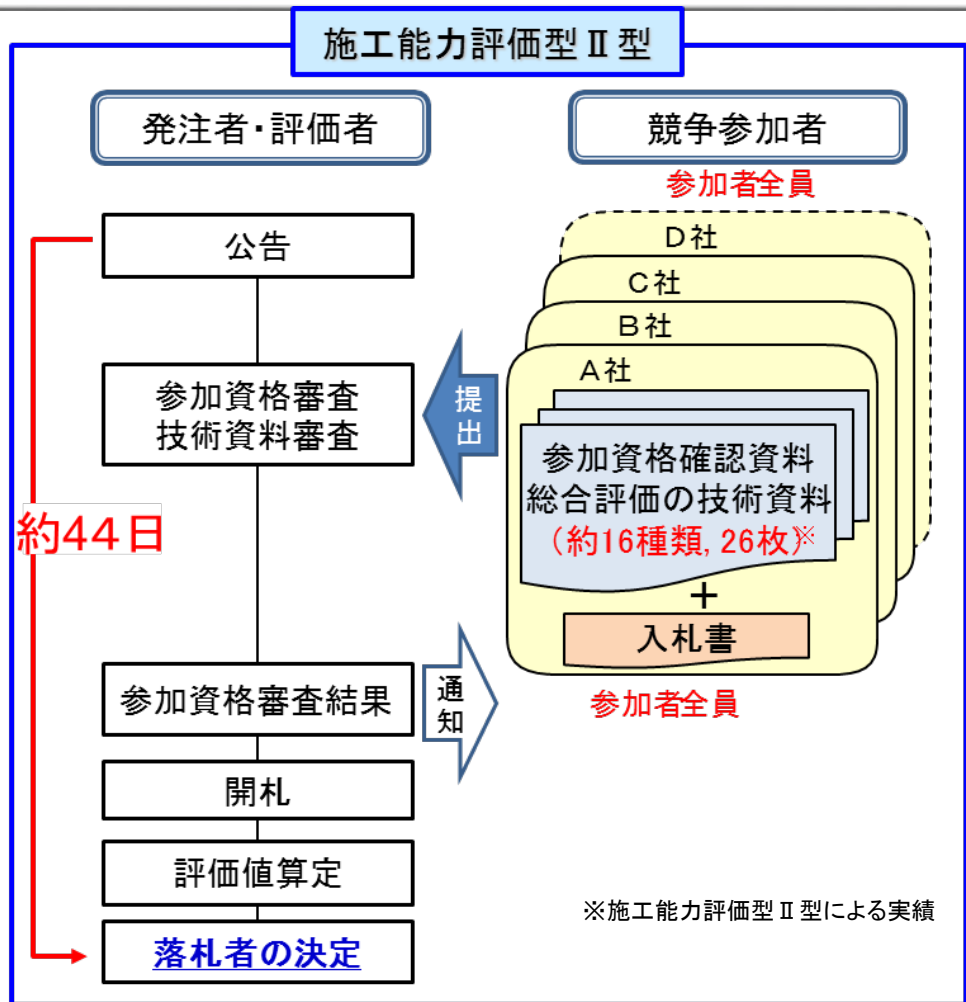 施工能力評価型Ⅱ型
発注者・評価者
競争参加者
参加者全員
公告
参加資格審査
技術資料審査
約44日
提出
D社
C社
B社
A社
参加資格確認資料
総合評価の技術資料
(約16種類, 26枚)※
+
入札書
参加者全員
参加資格審査結果
通知
開札
評価値算定
落札者の決定
※施工能力評価型Ⅱ型による実績